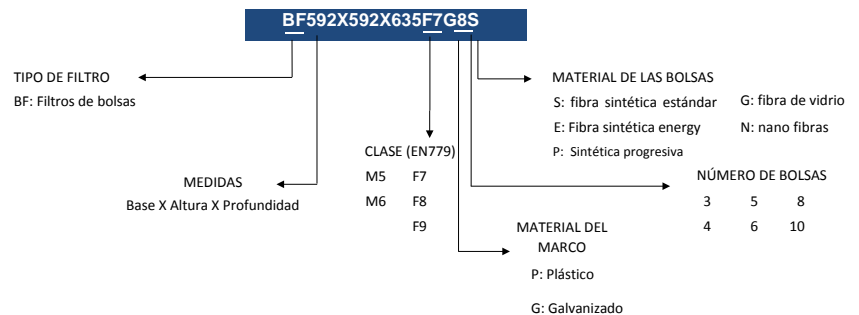 BF592X592X635F7G8S
TIPO DE FILTRO
BF: Filtros de bolsas
MEDIDAS
Base X Altura X Profundidad
CLASE (EN779)
M5 F7
M6 F8
F9
MATERIAL DEL
MARCO
P: Plástico
G: Galvanizado
MATERIAL DE LAS BOLSAS
S: fibra sintética estándar G: fibra de vidrio
E: Fibra sintética energy N: nano fibras
P: Sintética progresiva
NÚMERO DE BOLSAS
3 5 8
4 6 10